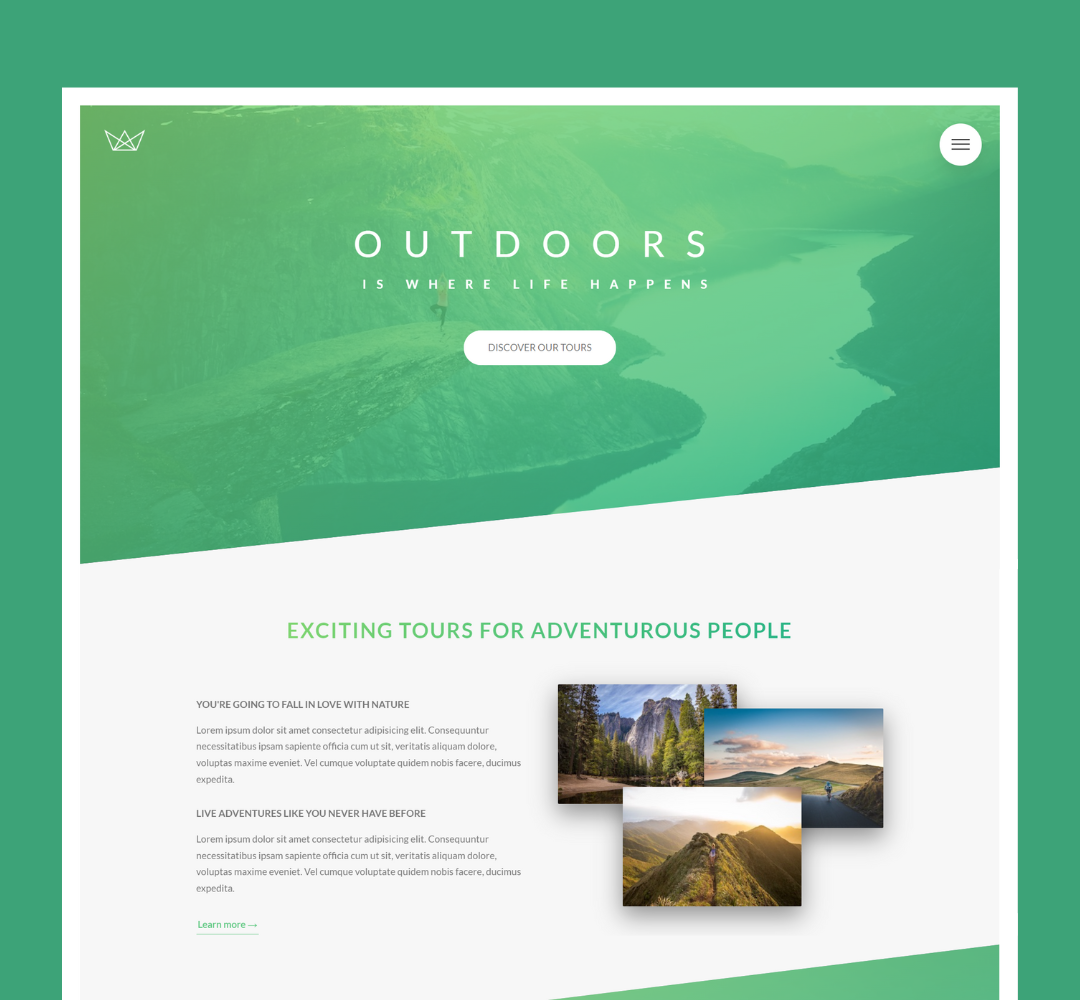 OUTDOORS
IS WHERE LIFE HAPPENS
DISCOVER OUR TOURS
EXCITING TOURS FOR ADVENTUROUS PEOPLE
YOU'RE GOING TO FALL IN LOVE WITH NATURE
Lorem ipsum dolor sit amet consectetur adipisicing elit. Consequuntur
necessitatibus ipsam sapiente officia cum ut sit, veritatis aliquam dolore,
voluptas maxime eveniet. Vel cumque voluptate quidem nobis facere, ducimus
expedita.
LIVE ADVENTURES LIKE YOU NEVER HAVE BEFORE
Lorem ipsum dolor sit amet consectetur adipisicing elit. Consequuntur
necessitatibus ipsam sapiente officia cum ut sit, veritatis aliquam dolore,
voluptas maxime eveniet. Vel cumque voluptate quidem nobis facere, ducimus
expedita.
Learn more →